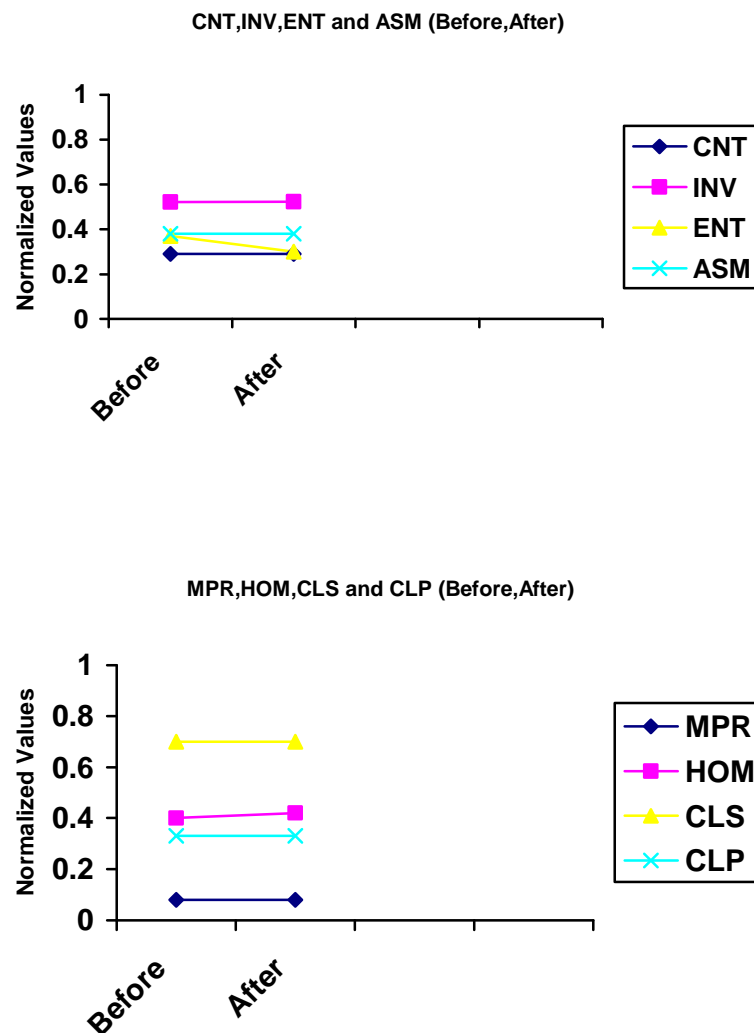 CNT,INV,ENT and ASM (Before,After)
Normalized Values
1
0.8
0.6
0.4
0.2
0
Before
After
CNT
INV
ENT
ASM
MPR,HOM,CLS and CLP (Before,After)
Normalized Values
1
0.8
0.6
0.4
0.2
0
Before
After
MPR
HOM
CLS
CLP